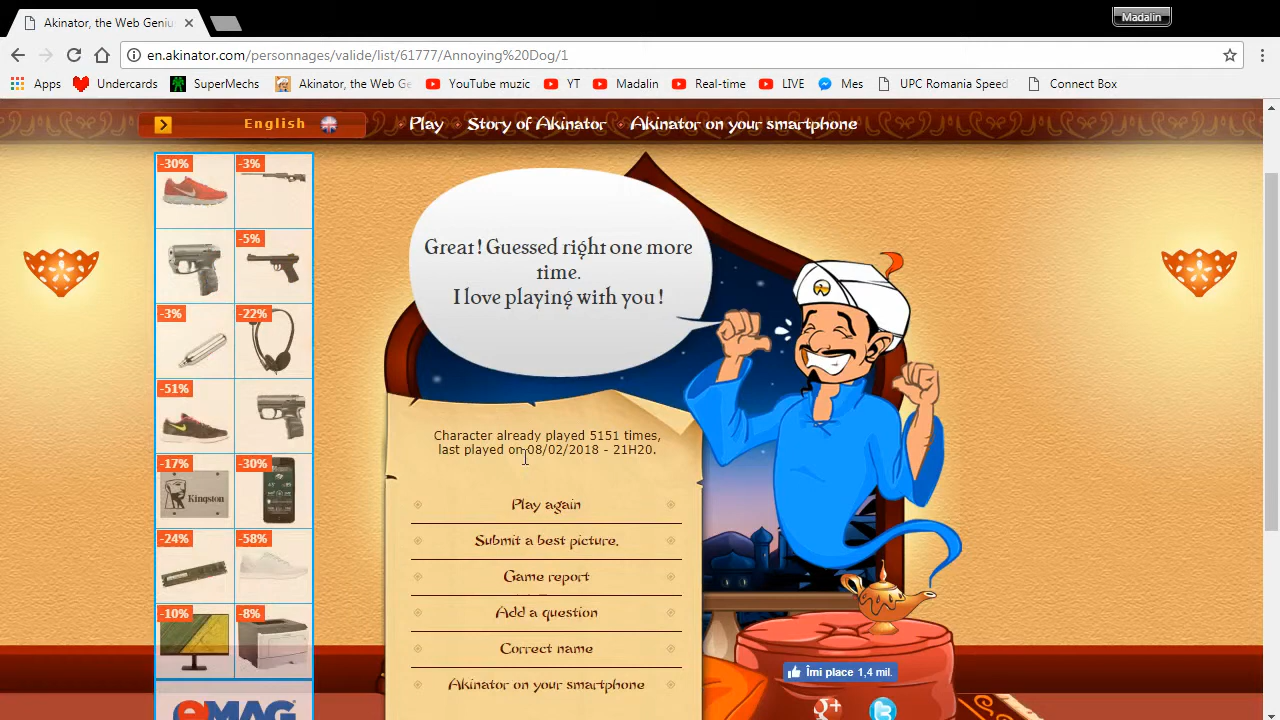 Madalin
Akinator, the Web Geniu
en.akinator.com/personnages/valide/list/61777/Annoying%20Dog/1
Apps Undercards SuperMechs Akinator, the Web Ge YouTube muzic YT Madalin Real-time LIVE Mes UPC Romania Speed Connect Box
English Play Story of Akinator Akinator on your smartphone
-30% -3%
-5%
-3% -22%
-51%
-17% -30%
Kingston
-24% -58%
-10% -8%
eMAG
Great! Guessed right one more
time.
I love playing with you!
Character already played 5151 times,
last played on 08/02/2018 - 21H20.
Play again
Submit a best picture.
Game report
Add a question
Correct name
Akinator on your smartphone
Îmi place 1,4 mil.
g+